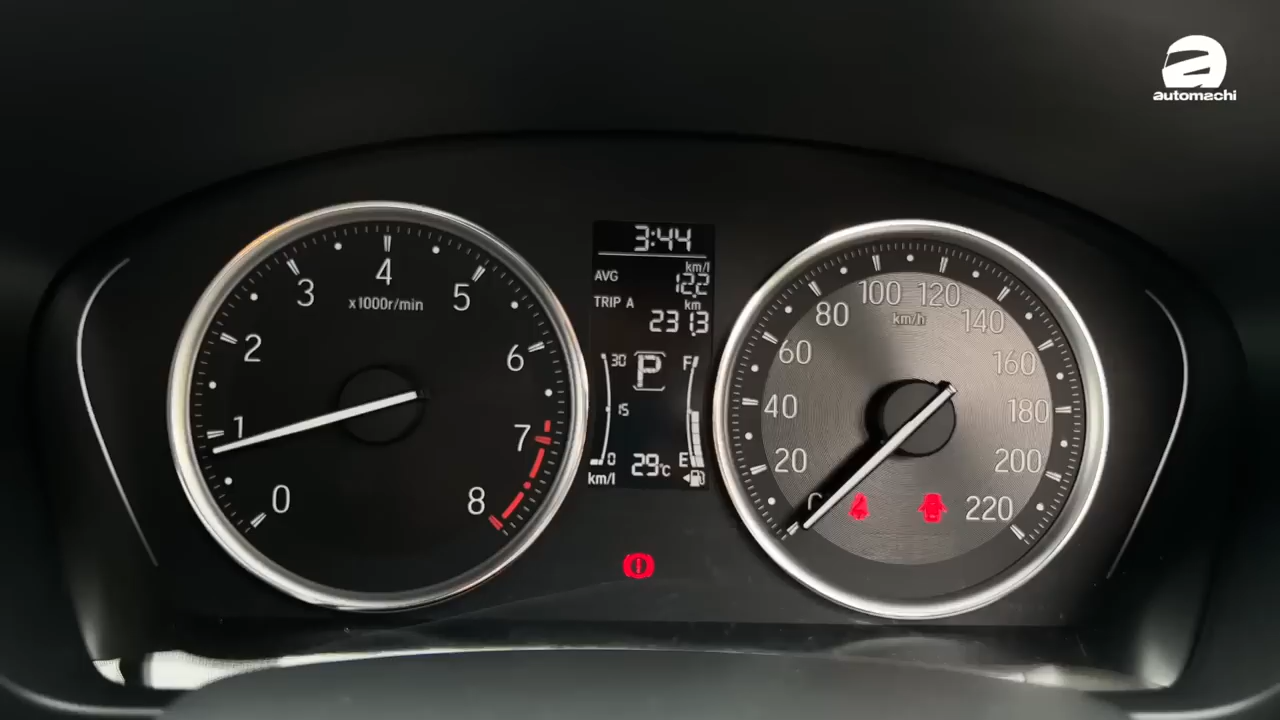 automachi
3:44
AVG 12.2 km/l
TRIP A 231.3 km
30
15
0
km/l
P
F
E
29°c
x1000r/min
0
1
2
3
4
5
6
7
8
km/h
0
20
40
60
80
100
120
140
160
180
200
220